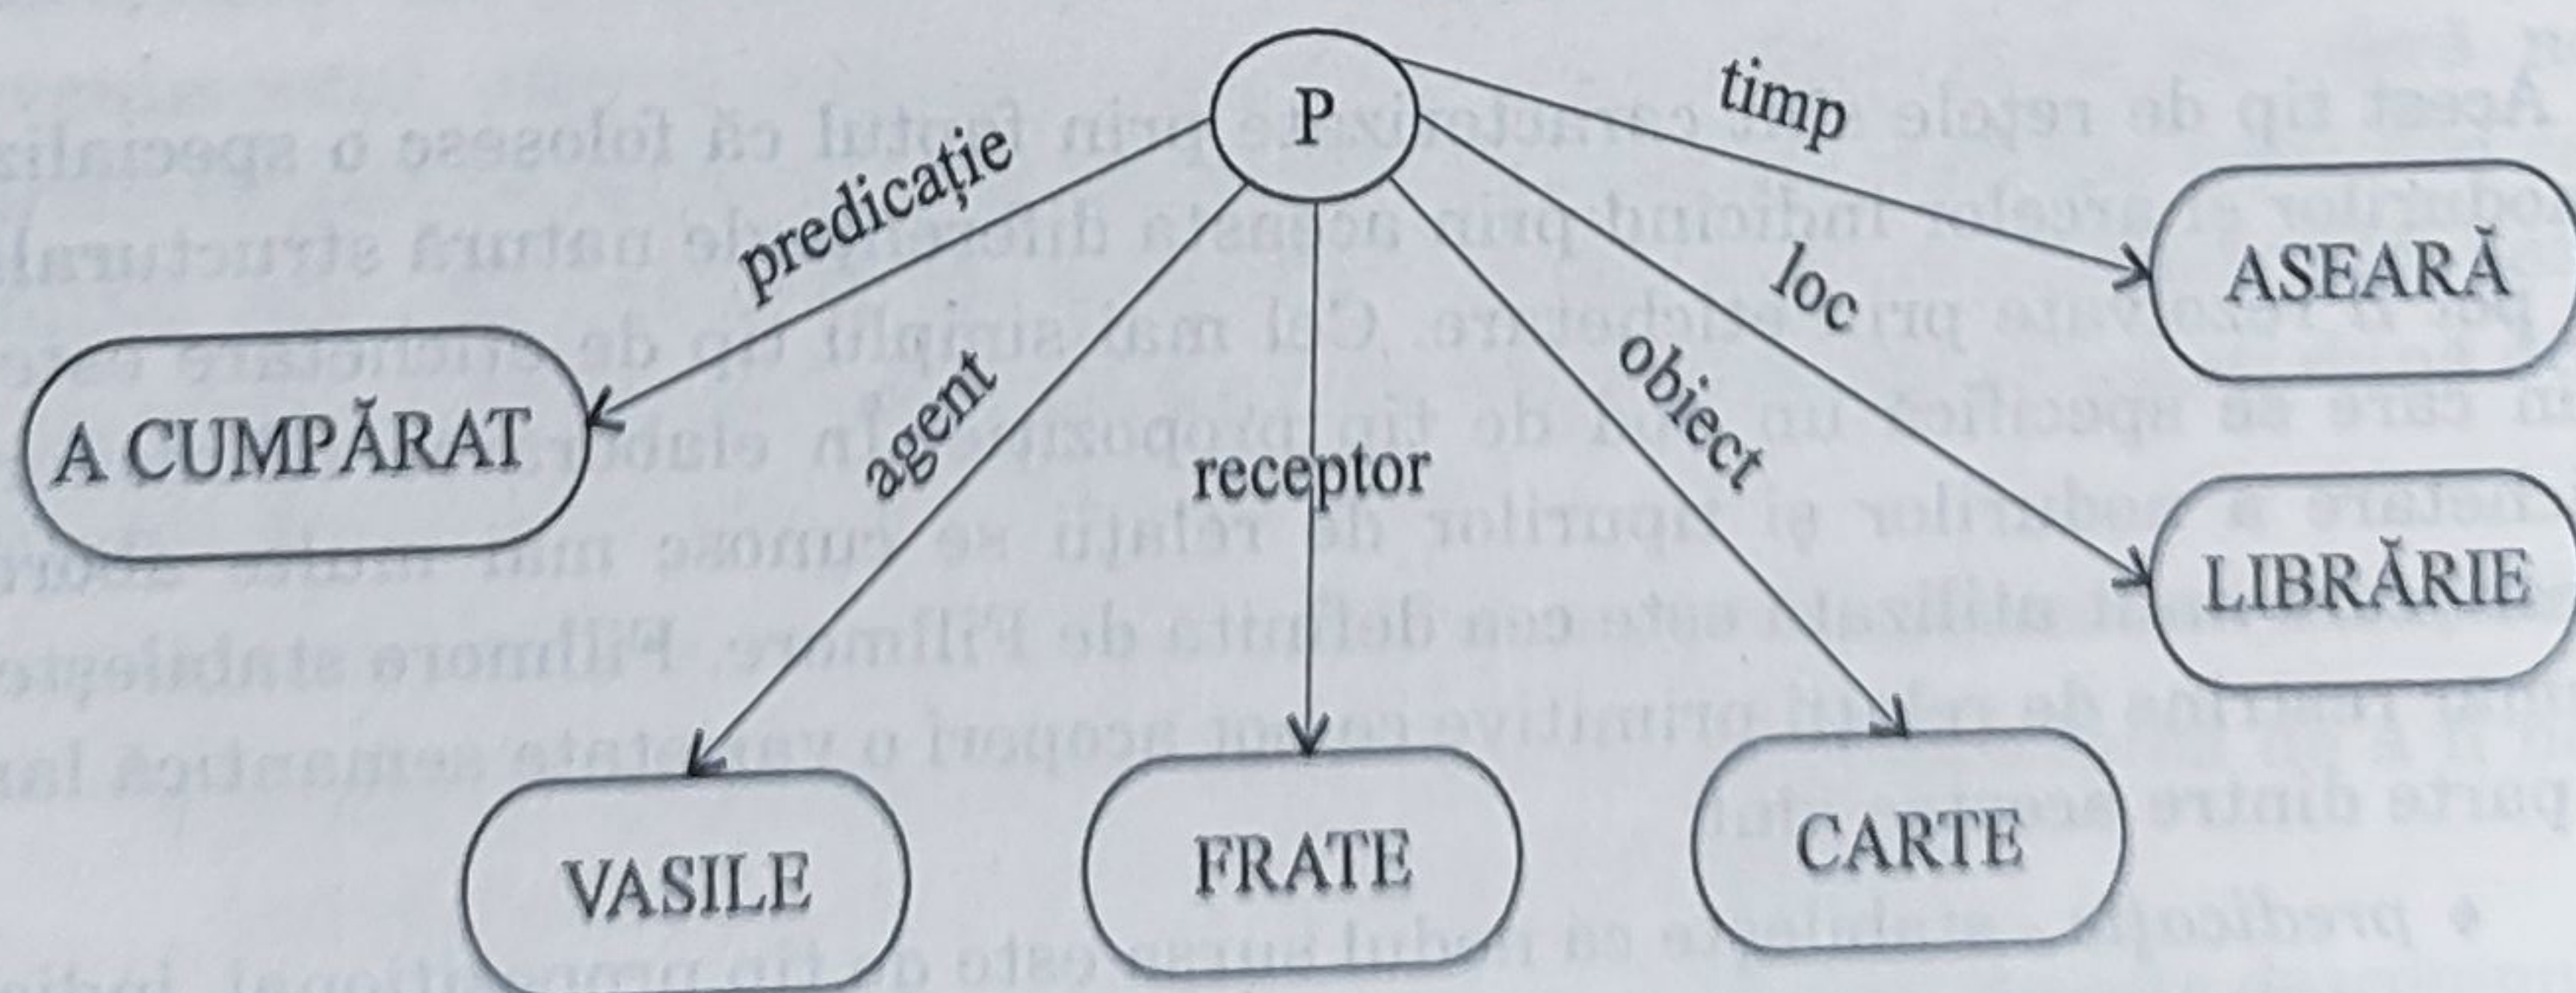 P
timp
predicație
ASEARĂ
loc
A CUMPĂRAT
agent
receptor
obiect
LIBRĂRIE
VASILE
FRATE
CARTE